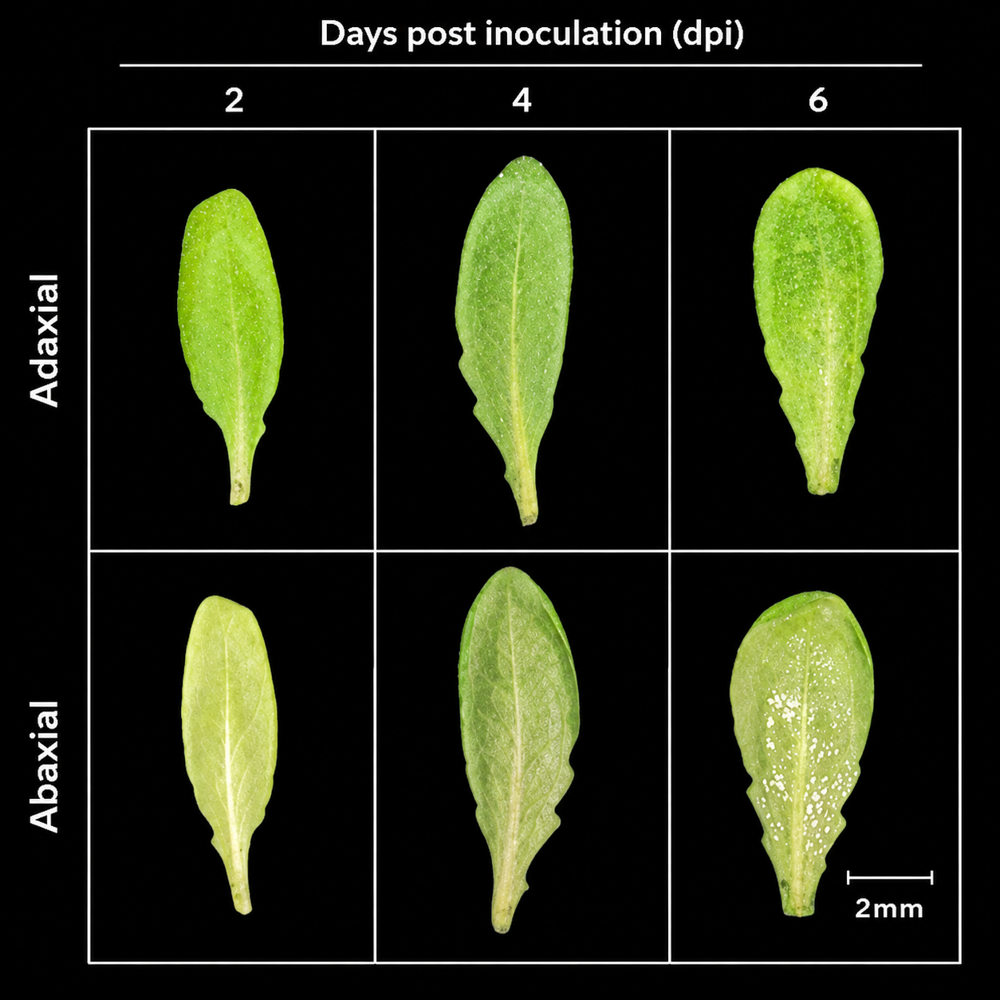 Days post inoculation (dpi)
2 4 6
Adaxial
Abaxial
2mm